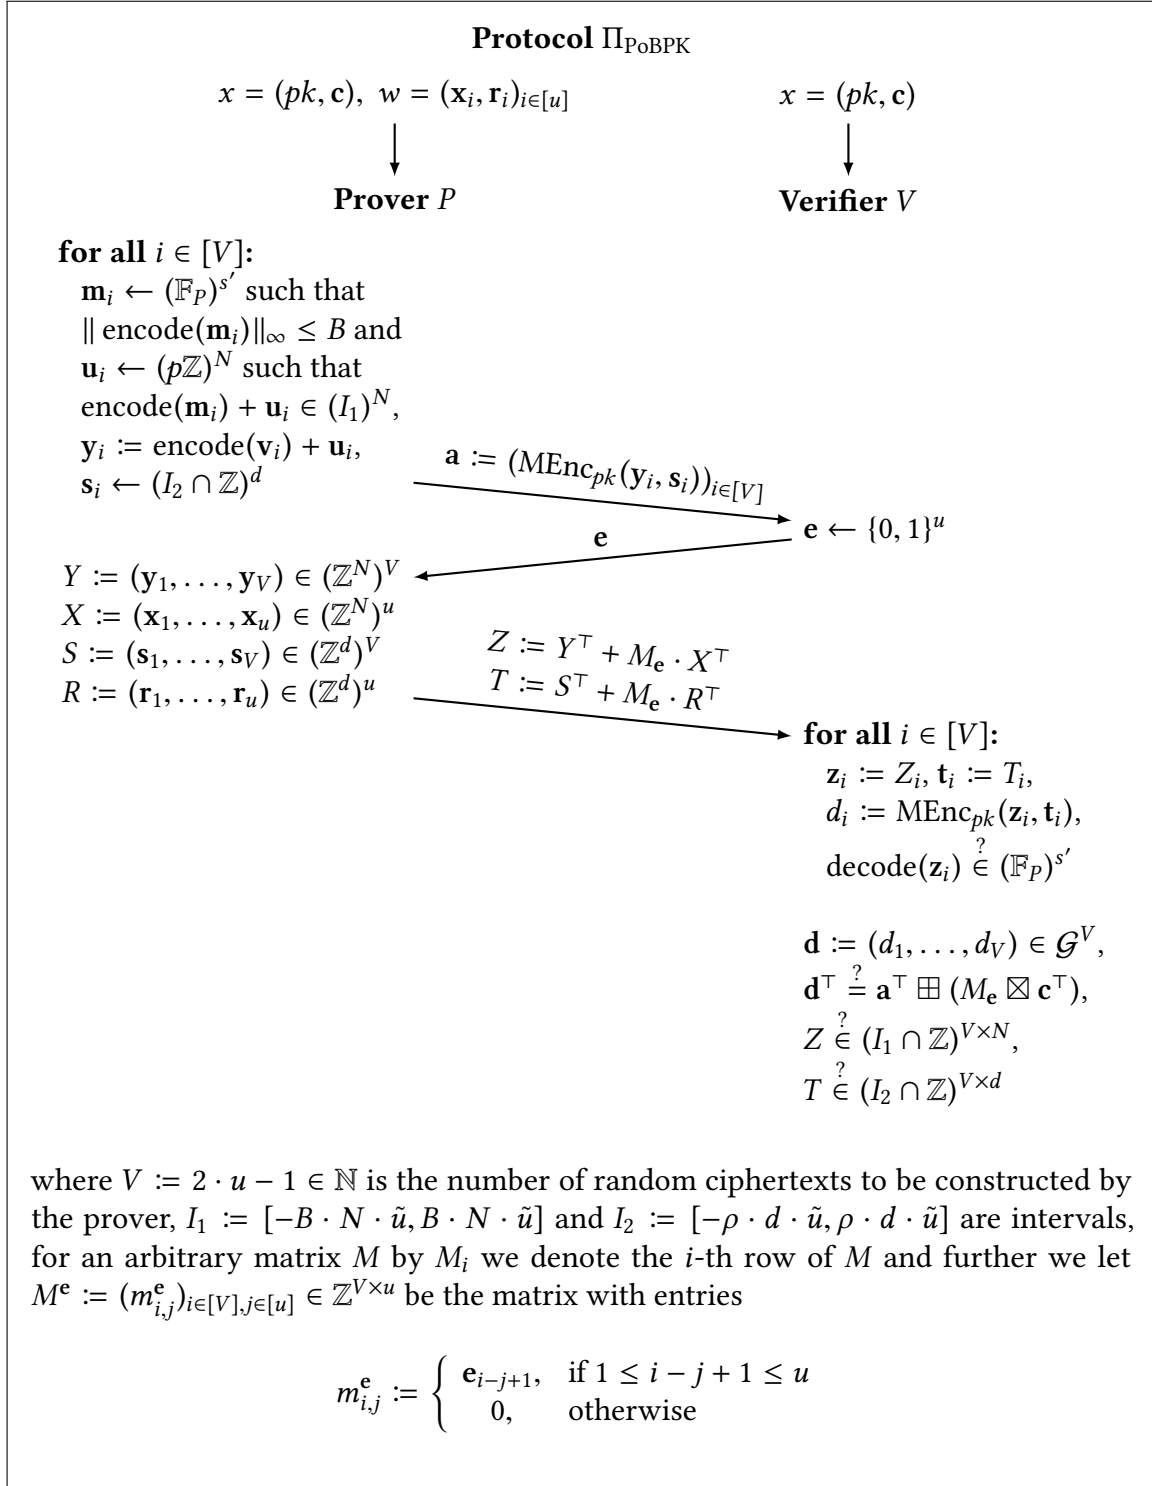 Protocol Π_PoBPK
x = (pk, c), w = (x_i, r_i)_{i∈[u]}
x = (pk, c)
Prover P
Verifier V
for all i ∈ [V]:
m_i ← (𝔽_P)^{s′} such that
‖ encode(m_i)‖_∞ ≤ B and
u_i ← (pℤ)^N such that
encode(m_i) + u_i ∈ (I_1)^N,
y_i ≔ encode(v_i) + u_i,
s_i ← (I_2 ∩ ℤ)^d
a ≔ (MEnc_{pk}(y_i, s_i))_{i∈[V]}
e ← {0, 1}^u
e
Y ≔ (y_1, . . . , y_V) ∈ (ℤ^N)^V
X ≔ (x_1, . . . , x_u) ∈ (ℤ^N)^u
S ≔ (s_1, . . . , s_V) ∈ (ℤ^d)^V
R ≔ (r_1, . . . , r_u) ∈ (ℤ^d)^u
Z ≔ Y^⊤ + M_e · X^⊤
T ≔ S^⊤ + M_e · R^⊤
for all i ∈ [V]:
z_i ≔ Z_i, t_i ≔ T_i,
d_i ≔ MEnc_{pk}(z_i, t_i),
decode(z_i) ∈^? (𝔽_P)^{s′}
d ≔ (d_1, . . . , d_V) ∈ 𝒢^V,
d^⊤ =^? a^⊤ ⊞ (M_e ⊠ c^⊤),
Z ∈^? (I_1 ∩ ℤ)^{V×N},
T ∈^? (I_2 ∩ ℤ)^{V×d}
where V ≔ 2 · u − 1 ∈ ℕ is the number of random ciphertexts to be constructed by
the prover, I_1 ≔ [−B · N · ũ, B · N · ũ] and I_2 ≔ [−ρ · d · ũ, ρ · d · ũ] are intervals,
for an arbitrary matrix M by M_i we denote the i-th row of M and further we let
M^e ≔ (m^e_{i,j})_{i∈[V],j∈[u]} ∈ ℤ^{V×u} be the matrix with entries
m^e_{i,j} ≔ { e_{i−j+1}, if 1 ≤ i − j + 1 ≤ u
0, otherwise